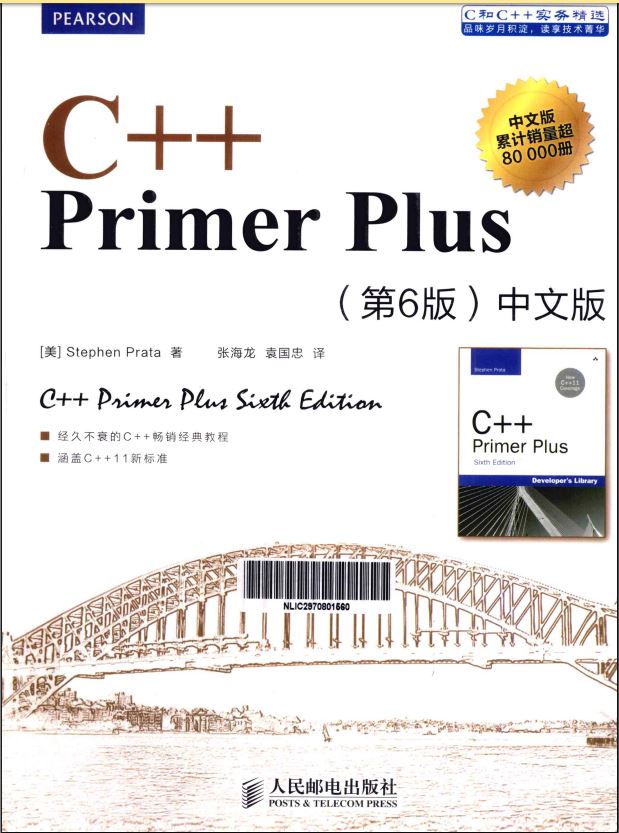 PEARSON
C和C++实务精选
品味岁月积淀，读享技术菁华
C++
Primer Plus
中文版
累计销量超
80 000册
（第6版）中文版
[美] Stephen Prata 著 张海龙 袁国忠 译
C++ Primer Plus Sixth Edition
■ 经久不衰的C++畅销经典教程
■ 涵盖C++11新标准
Stephen Prata
New
C++11
Coverage
C++
Primer Plus
Sixth Edition
Developer's Library
NLIC2970801560
人民邮电出版社
POSTS & TELECOM PRESS